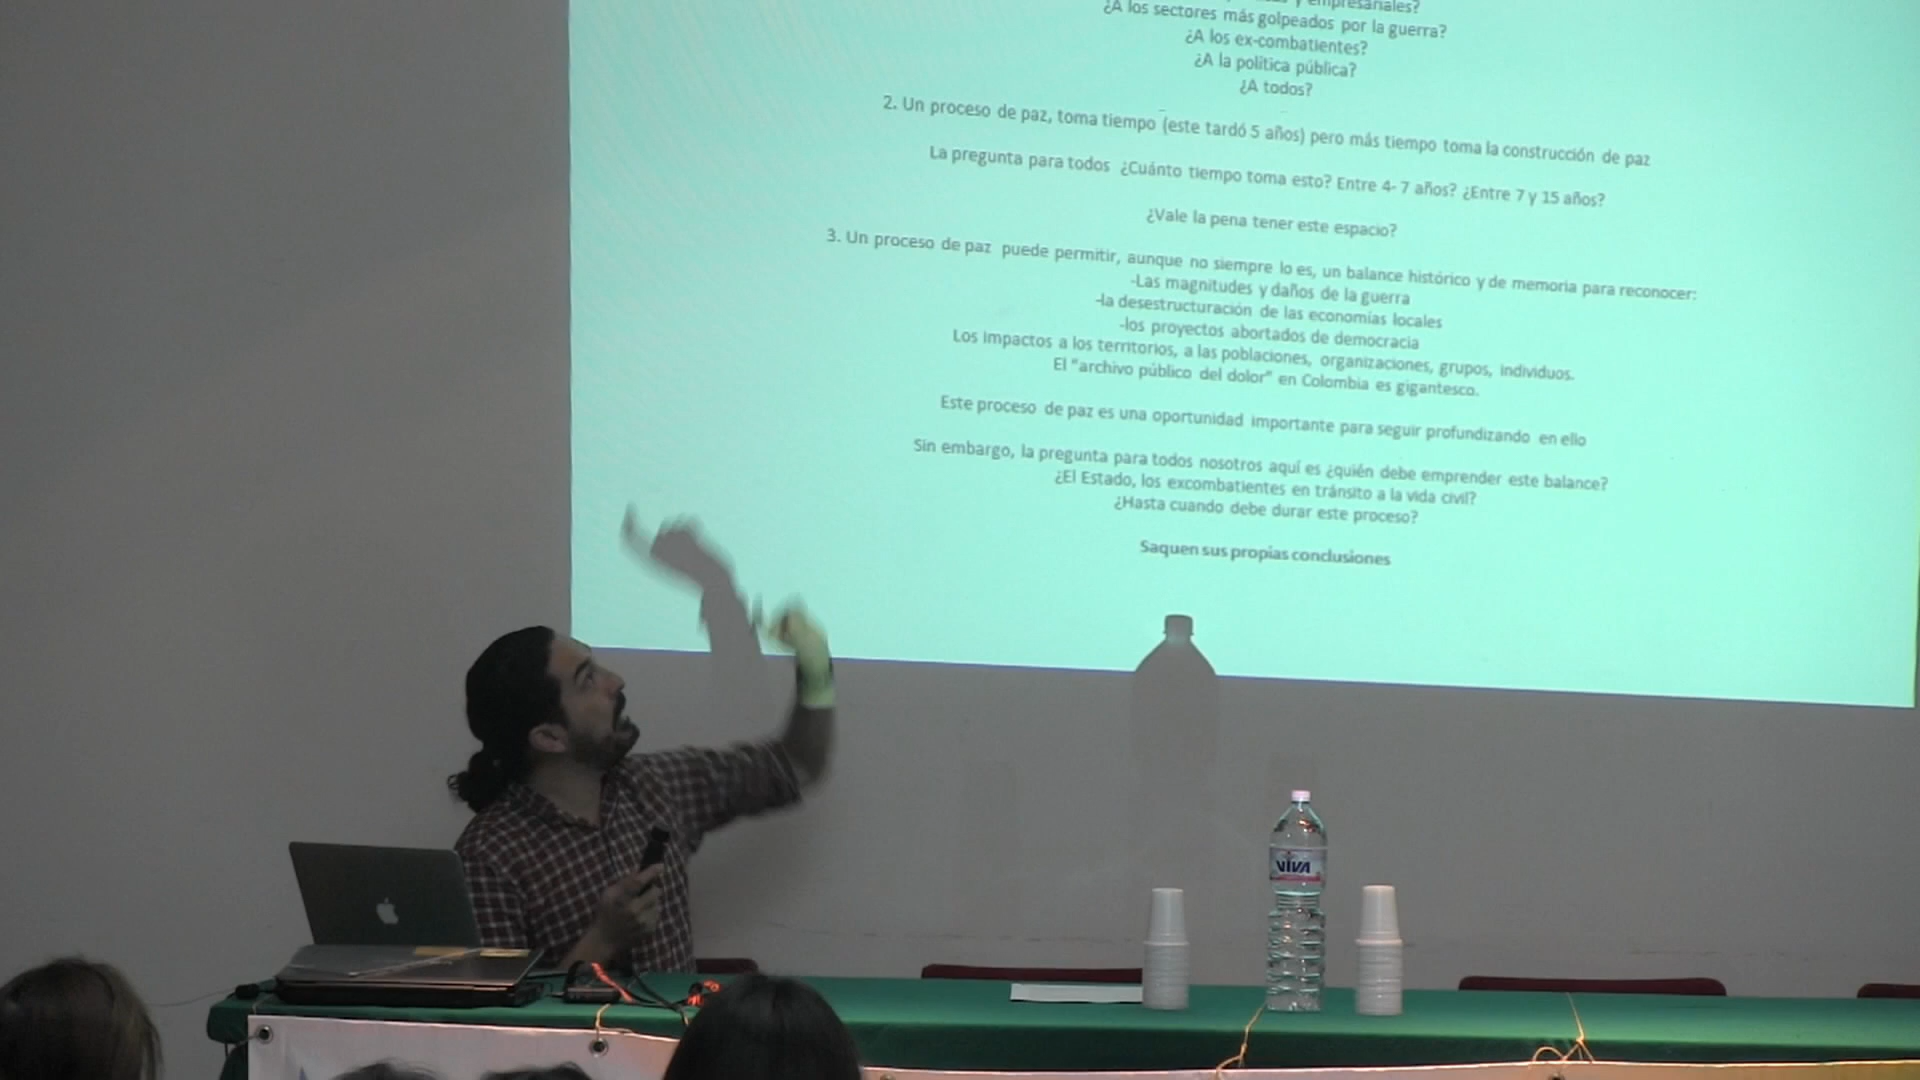 y empresariales?
¿A los sectores más golpeados por la guerra?
¿A los ex-combatientes?
¿A la política pública?
¿A todos?
2. Un proceso de paz, toma tiempo (este tardó 5 años) pero más tiempo toma la construcción de paz
La pregunta para todos ¿Cuánto tiempo toma esto? Entre 4- 7 años? ¿Entre 7 y 15 años?
¿Vale la pena tener este espacio?
3. Un proceso de paz puede permitir, aunque no siempre lo es, un balance histórico y de memoria para reconocer:
-Las magnitudes y daños de la guerra
-la desestructuración de las economías locales
-los proyectos abortados de democracia
Los impactos a los territorios, a las poblaciones, organizaciones, grupos, individuos.
El "archivo público del dolor" en Colombia es gigantesco.
Este proceso de paz es una oportunidad importante para seguir profundizando en ello
Sin embargo, la pregunta para todos nosotros aquí es ¿quién debe emprender este balance?
¿El Estado, los excombatientes en tránsito a la vida civil?
¿Hasta cuando debe durar este proceso?
Saquen sus propias conclusiones
VIVA